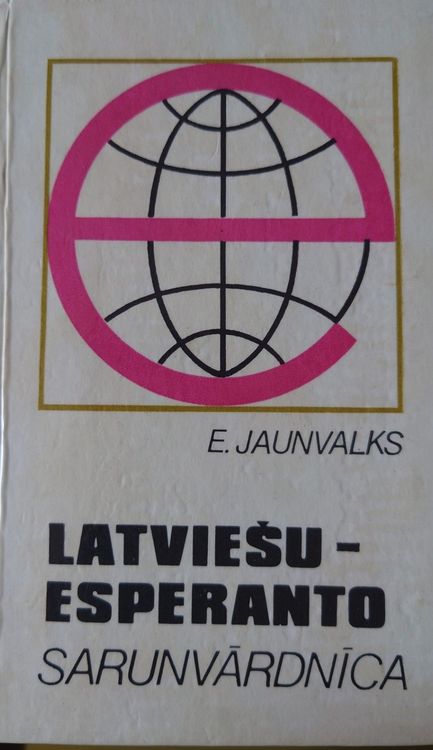 E. JAUNVALKS
LATVIEŠU -
ESPERANTO
SARUNVĀRDNĪCA